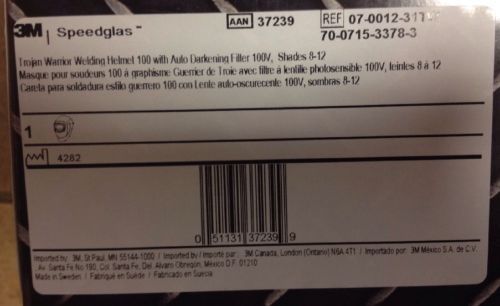 3M Speedglas™
AAN 37239
REF 07-0012-31
70-0715-3378-3
Trojan Warrior Welding Helmet 100 with Auto Darkening Filter 100V, Shades 8-12
Masque pour soudeurs 100 à graphisme Guerrier de Troie avec filtre à lentille photosensible 100V, teintes 8 à 12
Careta para soldadura estilo guerrero 100 con Lente auto-oscurecente 100V, sombras 8-12
1
4282
0 51131 37239 9
Imported by: 3M, St Paul, MN 55144-1000 / Imported by / Importé par: 3M Canada, London (Ontario) N6A 4T1 / Importado por: 3M México S.A. de C.V.
Av. Santa Fe No 190, Col. Santa Fe, Del. Alvaro Obregon, México D.F. 01210
Made in Sweden / Fabriqué en Suède / Fabricado en Suecia